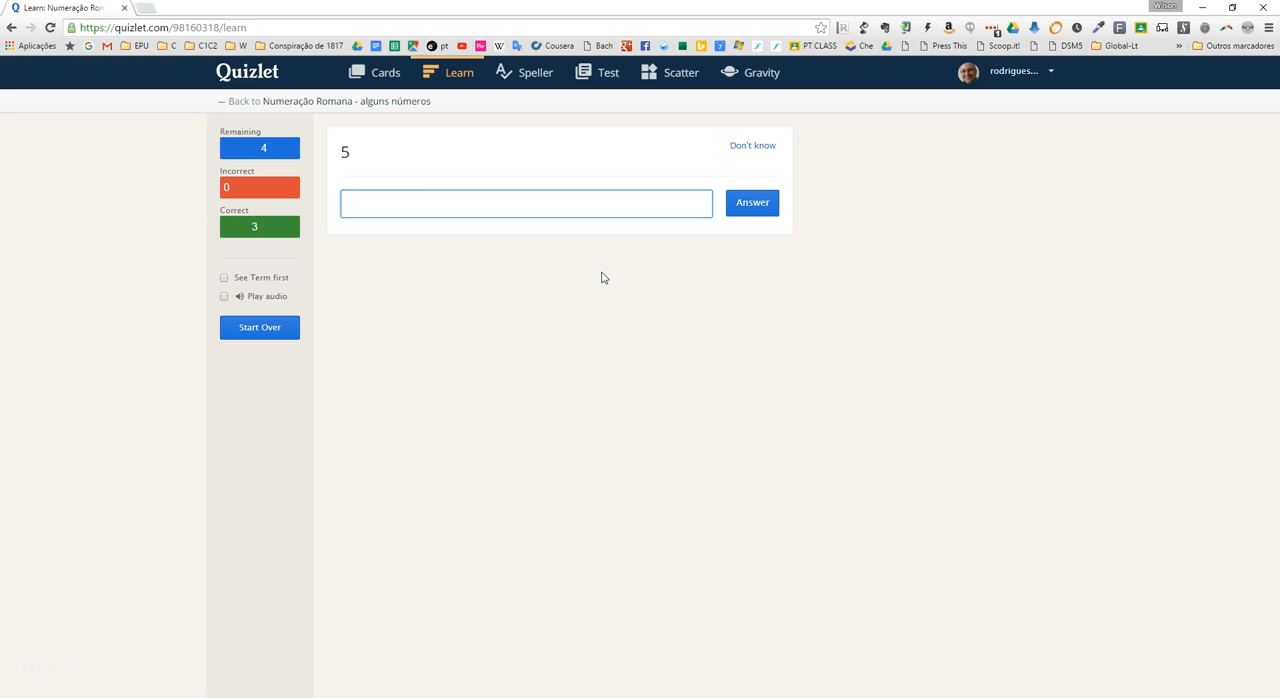 Learn: Numeração Rom
Wilson
https://quizlet.com/98160318/learn
Aplicações EPU C C1C2 W Conspiração de 1817 pt Cousera Bach PT CLASS Che Press This Scoop.it! DSM5 Global-Lt » Outros marcadores
Quizlet Cards Learn Speller Test Scatter Gravity rodrigues...
← Back to Numeração Romana - alguns números
Remaining
4
Incorrect
0
Correct
3
See Term first
Play audio
Start Over
5
Don't know
Answer